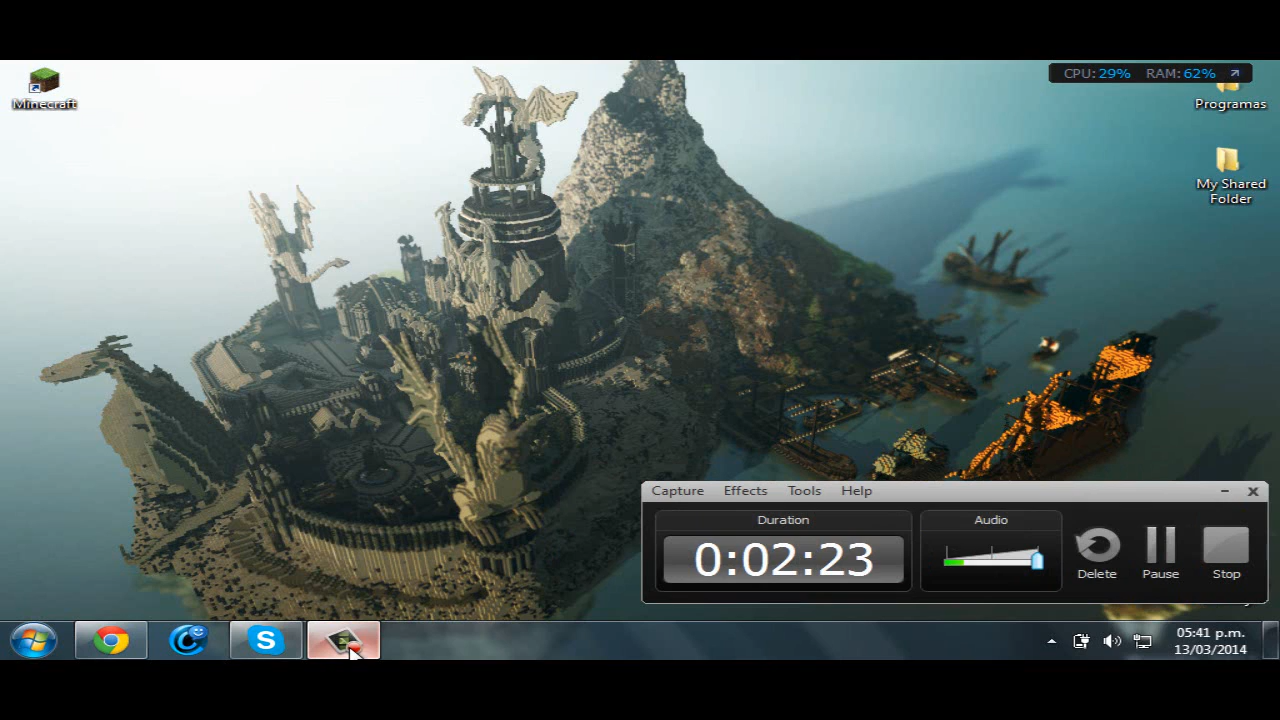 CPU: 29% RAM: 62%
Minecraft
Programas
My Shared
Folder
Capture Effects Tools Help
Duration
0:02:23
Audio
Delete Pause Stop
05:41 p.m.
13/03/2014